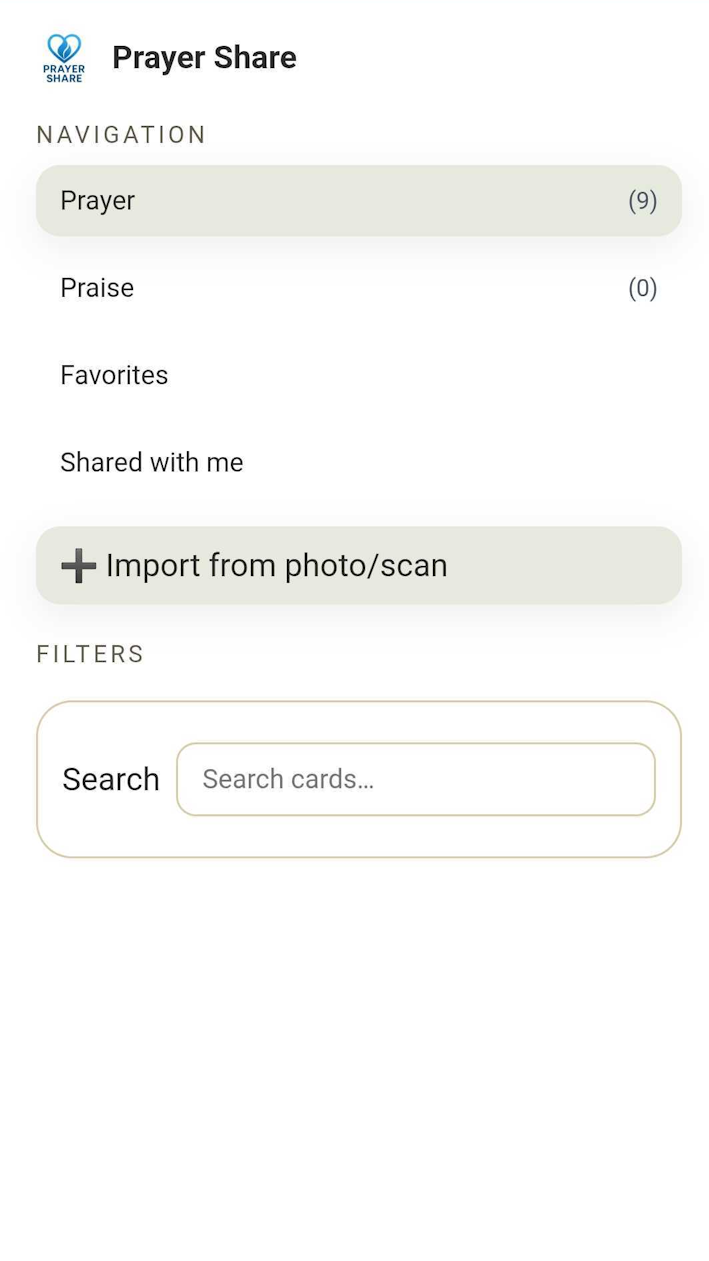 PRAYER
SHARE
Prayer Share
NAVIGATION
Prayer (9)
Praise (0)
Favorites
Shared with me
➕ Import from photo/scan
FILTERS
Search Search cards...